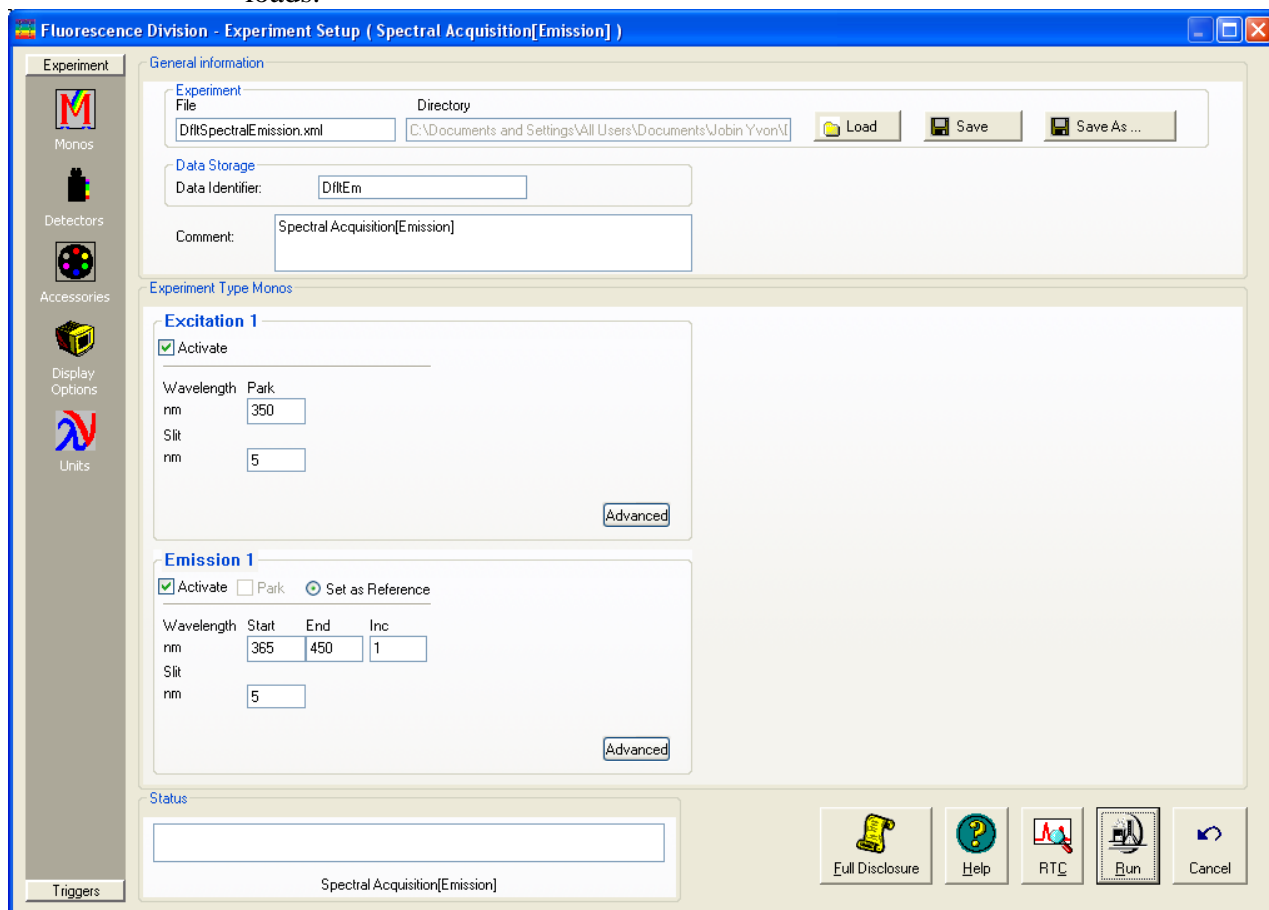 loads.
Fluorescence Division - Experiment Setup ( Spectral Acquisition[Emission] )
Experiment
Monos
Detectors
Accessories
Display
Options
Units
Triggers
General information
Experiment
File Directory
DfltSpectralEmission.xml C:\Documents and Settings\All Users\Documents\Jobin Yvon\ Load Save Save As ...
Data Storage
Data Identifier: DfltEm
Comment: Spectral Acquisition[Emission]
Experiment Type Monos
Excitation 1
Activate
Wavelength Park
nm 350
Slit
nm 5
Advanced
Emission 1
Activate Park Set as Reference
Wavelength Start End Inc
nm 365 450 1
Slit
nm 5
Advanced
Status
Spectral Acquisition[Emission]
Full Disclosure Help RTC Run Cancel